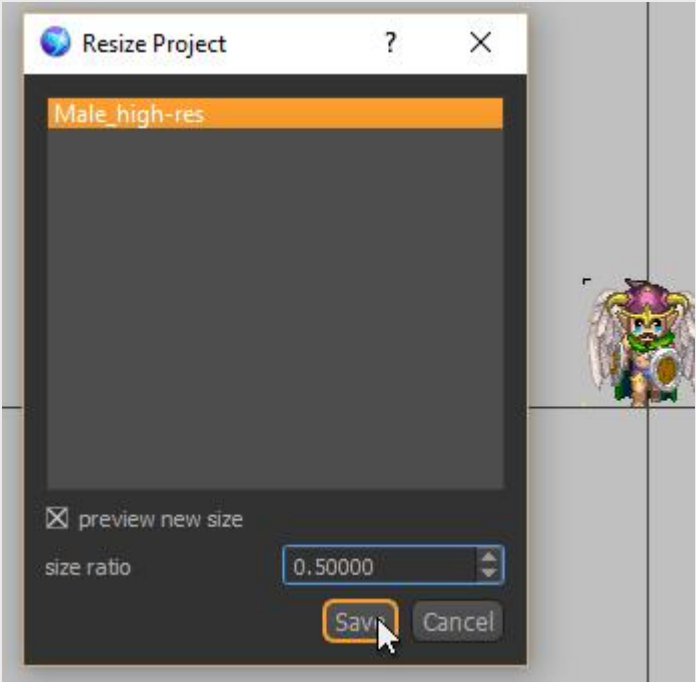 Resize Project ?
Male_high-res
preview new size
size ratio 0.50000
Save Cancel